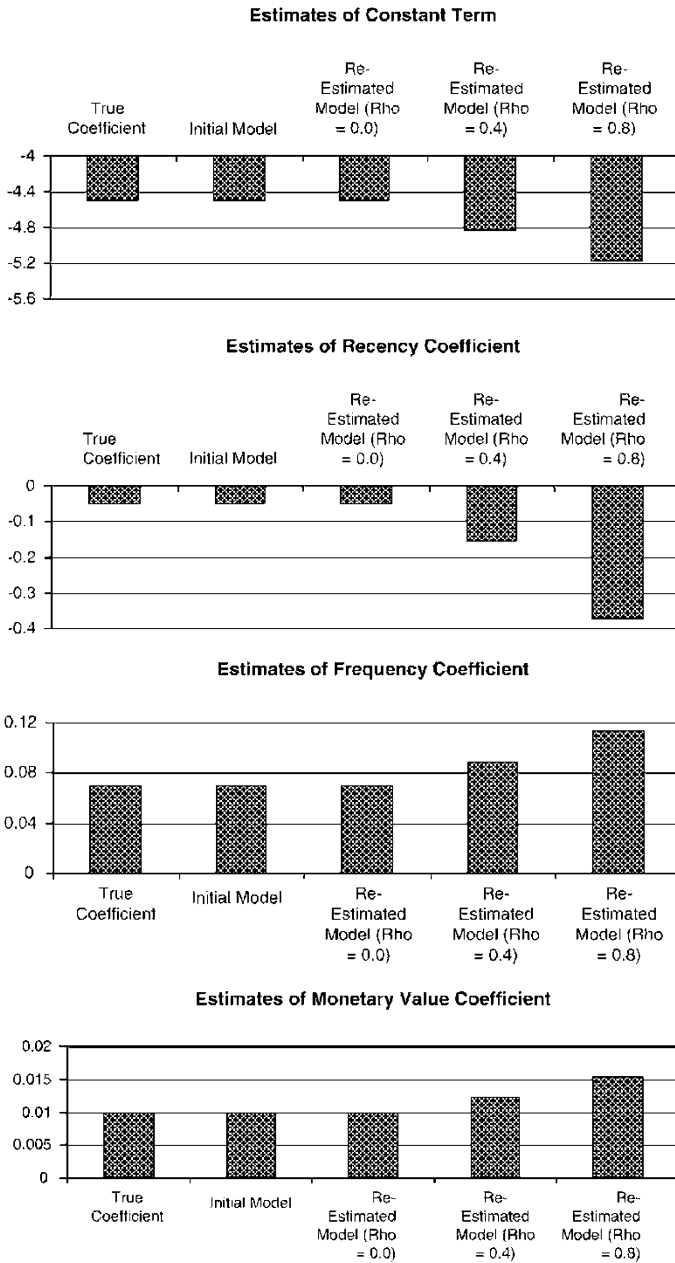 Estimates of Constant Term
True
Coefficient
Initial Model
Re-
Estimated
Model (Rho
= 0.0)
Re-
Estimated
Model (Rho
= 0.4)
Re-
Estimated
Model (Rho
= 0.8)
-4
-4.4
-4.8
-5.2
-5.6
Estimates of Recency Coefficient
True
Coefficient
Initial Model
Re-
Estimated
Model (Rho
= 0.0)
Re-
Estimated
Model (Rho
= 0.4)
Re-
Estimated
Model (Rho
= 0.8)
0
-0.1
-0.2
-0.3
-0.4
Estimates of Frequency Coefficient
0.12
0.08
0.04
0
True
Coefficient
Initial Model
Re-
Estimated
Model (Rho
= 0.0)
Re-
Estimated
Model (Rho
= 0.4)
Re-
Estimated
Model (Rho
= 0.8)
Estimates of Monetary Value Coefficient
0.02
0.015
0.01
0.005
0
True
Coefficient
Initial Model
Re-
Estimated
Model (Rho
= 0.0)
Re-
Estimated
Model (Rho
= 0.4)
Re-
Estimated
Model (Rho
= 0.8)